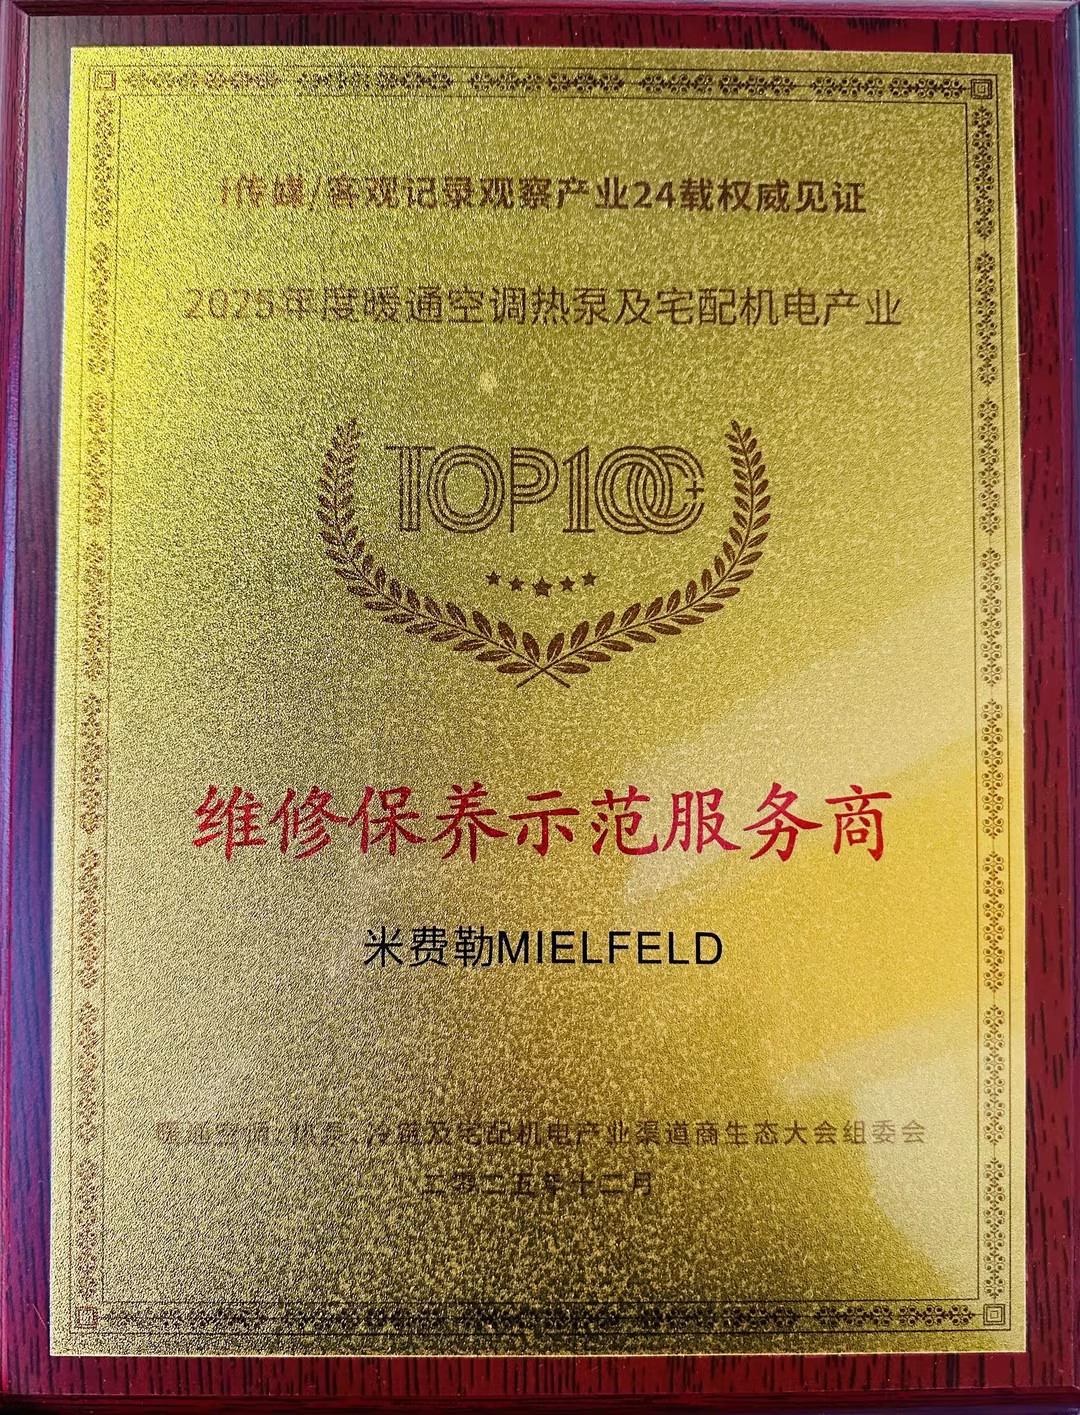 i传媒/客观记录观察产业24载权威见证
2025年度暖通空调热泵及宅配机电产业
TOP100+
维修保养示范服务商
米费勒MIELFELD
暖通空调、热泵、冷暖及宅配机电产业渠道商生态大会组委会
二零二五年十二月